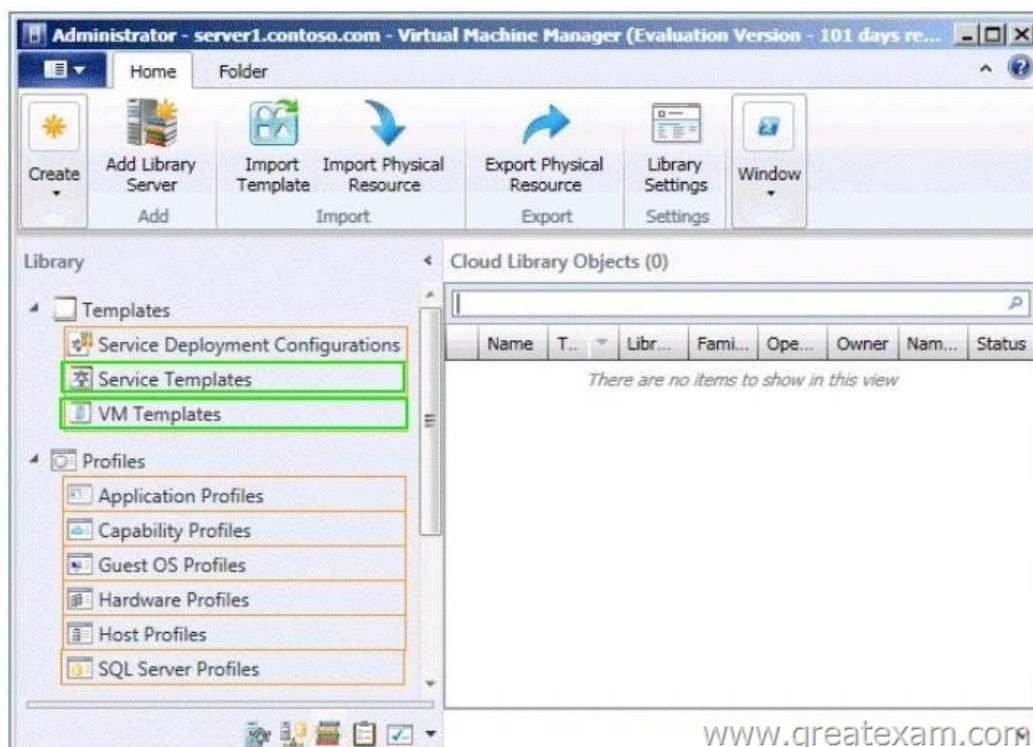 Administrator - server1.contoso.com - Virtual Machine Manager (Evaluation Version - 101 days re...
Home Folder
Create
Add Library Server
Import Template
Import Physical Resource
Export Physical Resource
Library Settings
Window
Add
Import
Export
Settings
Library
Cloud Library Objects (0)
Templates
Service Deployment Configurations
Service Templates
VM Templates
Profiles
Application Profiles
Capability Profiles
Guest OS Profiles
Hardware Profiles
Host Profiles
SQL Server Profiles
Name T... Libr... Fami... Ope... Owner Nam... Status
There are no items to show in this view
www.greatexam.com